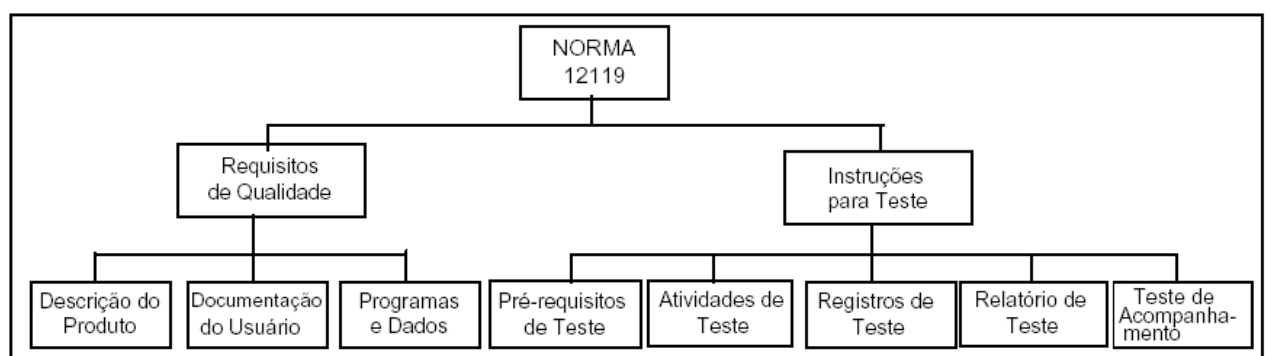 NORMA
12119
Requisitos
de Qualidade
Instruções
para Teste
Descrição do
Produto
Documentação
do Usuário
Programas
e Dados
Pré-requisitos
de Teste
Atividades de
Teste
Registros de
Teste
Relatório de
Teste
Teste de
Acompanha-
mento